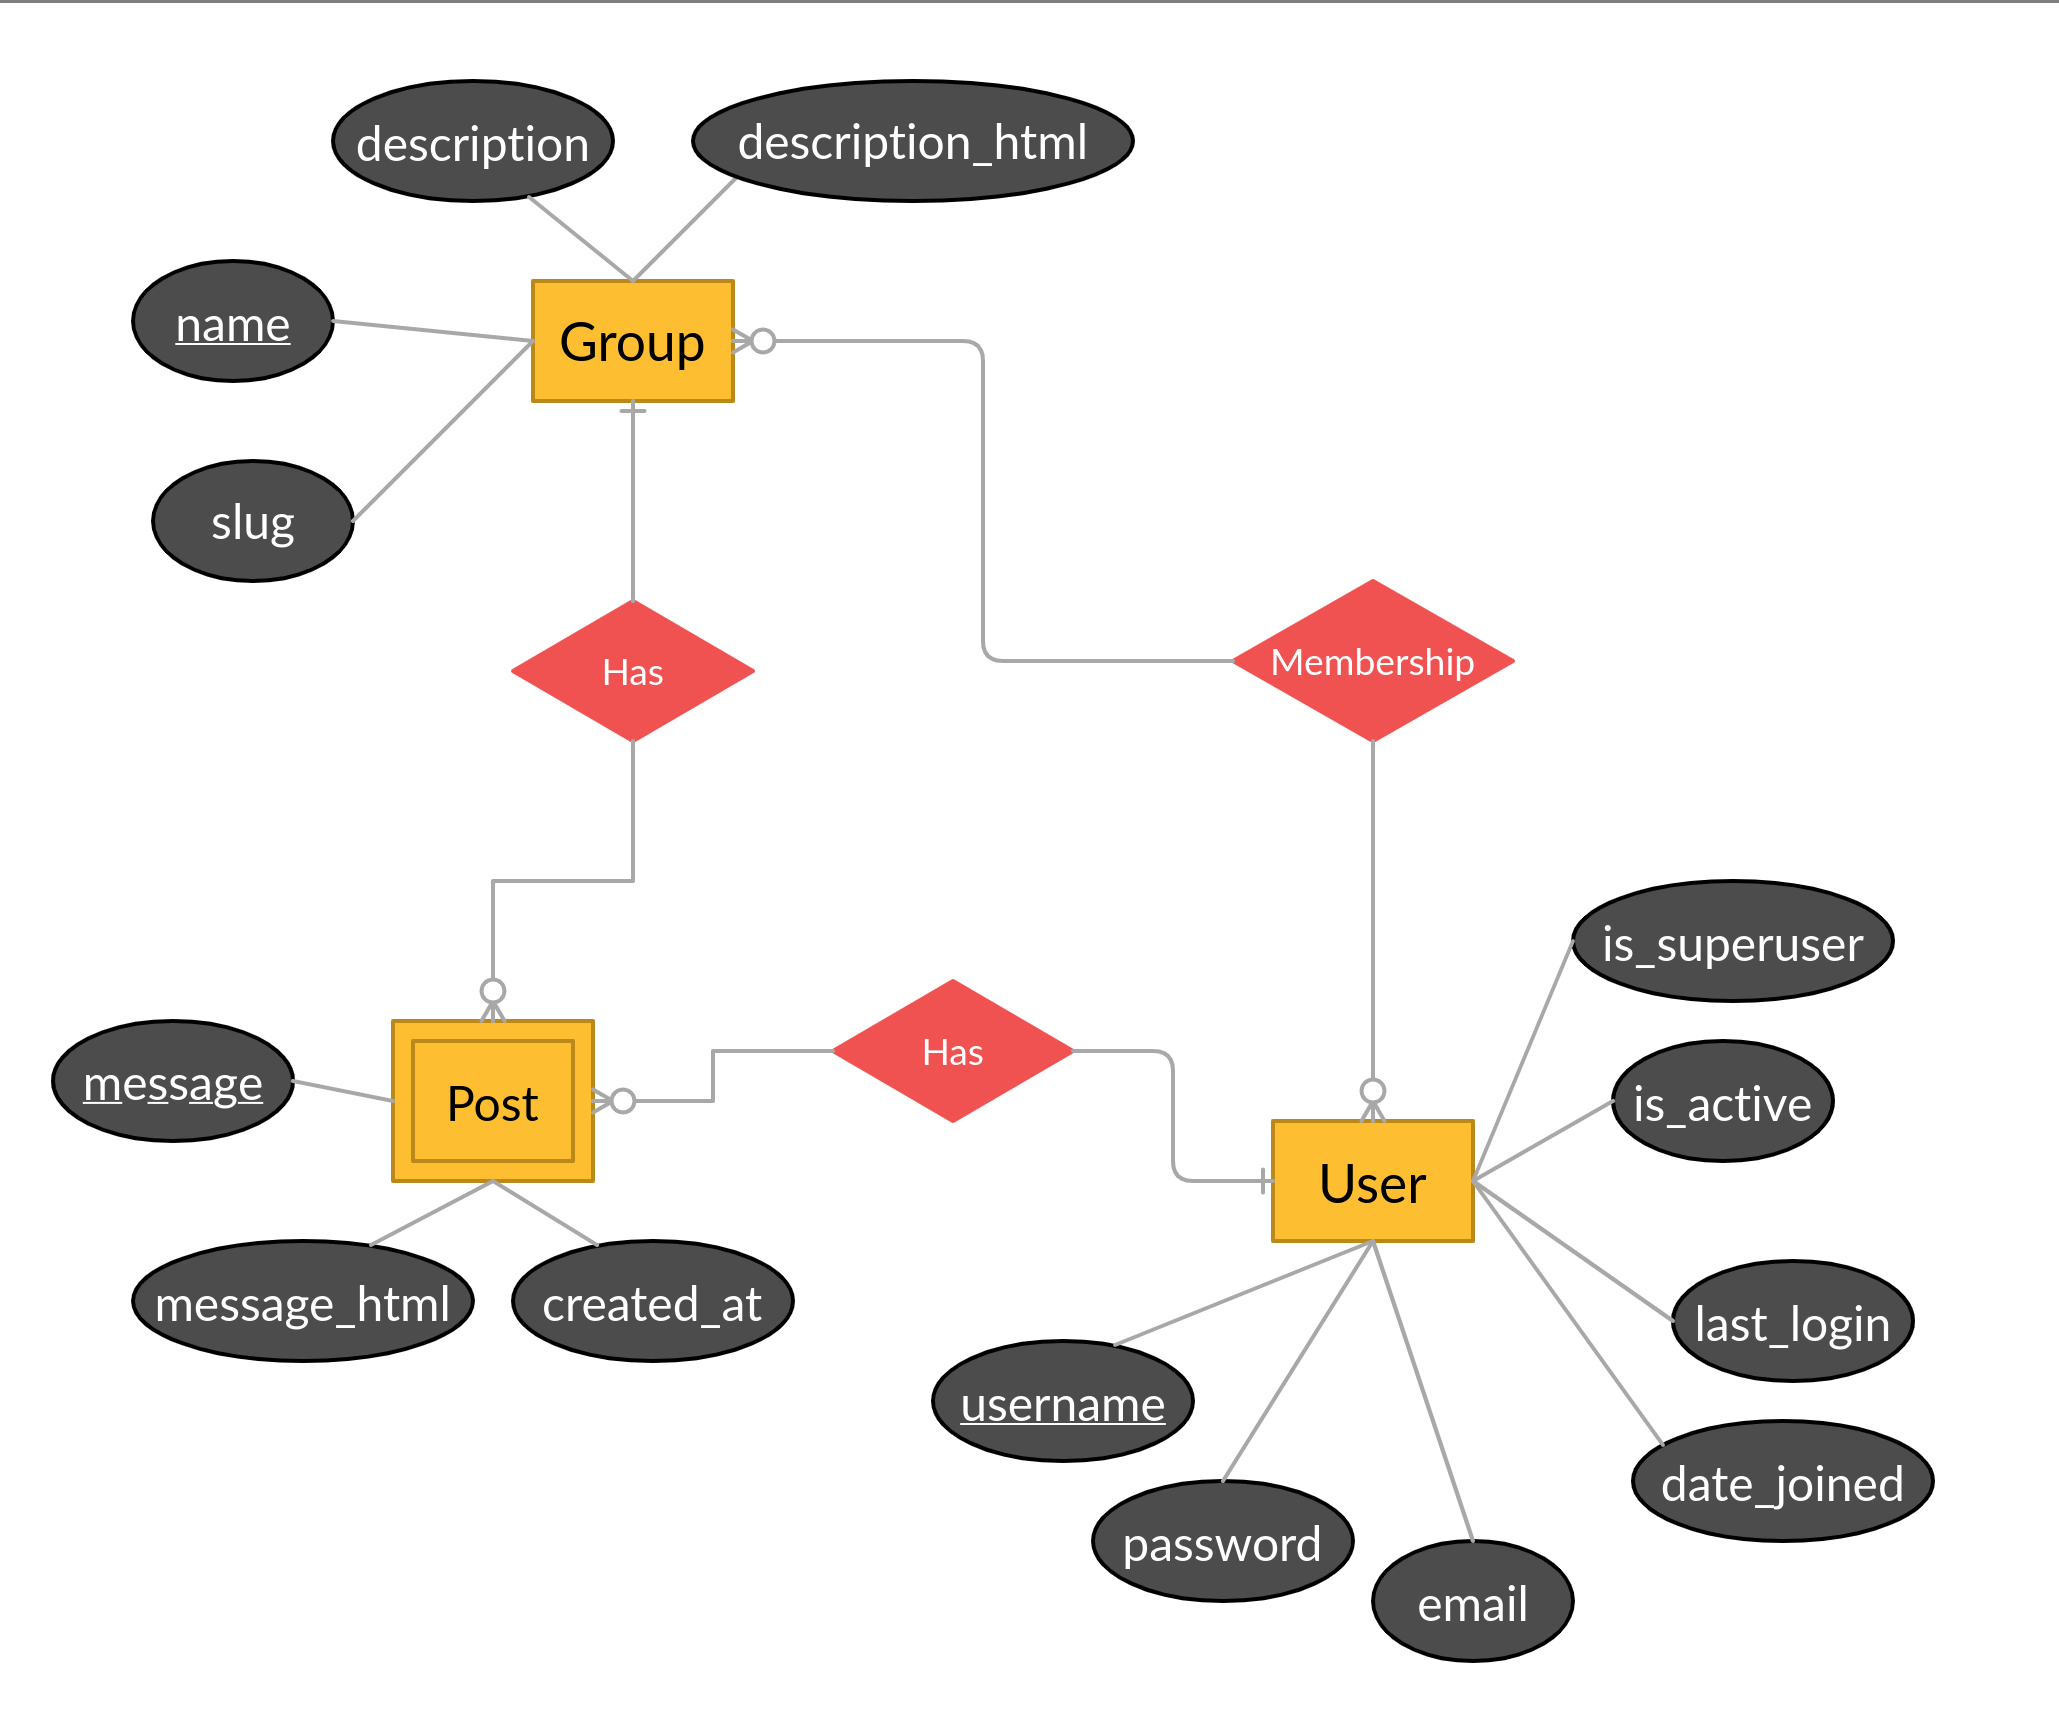 description
description_html
name
Group
slug
Has
Membership
is_superuser
Has
message
Post
is_active
User
message_html
created_at
last_login
username
date_joined
password
email